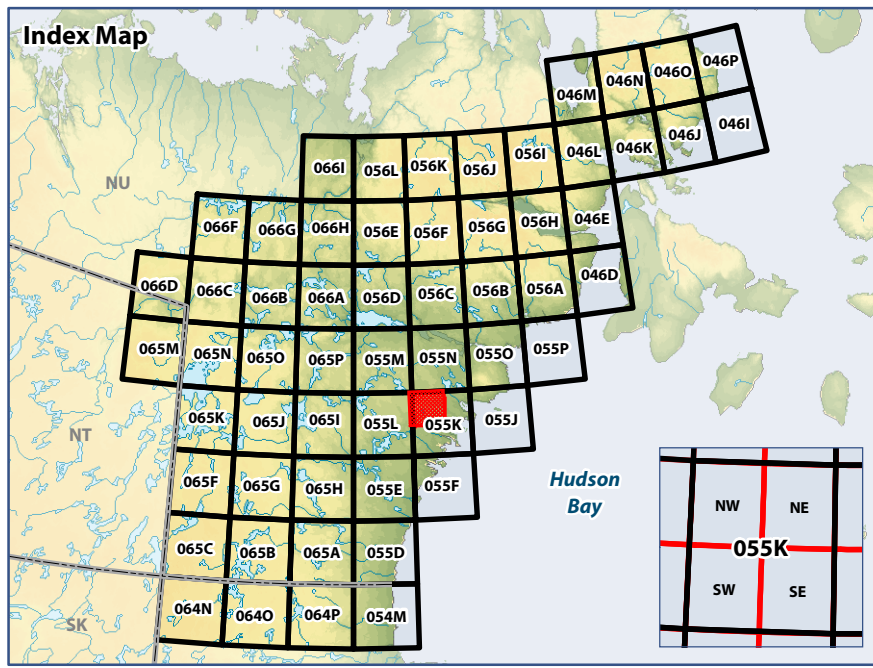 Index Map
046M 046N 046O 046P
066I 056L 056K 056J 056I 046L 046K 046J 046I
NU
066F 066G 066H 056E 056F 056G 056H 046E
066D 066C 066B 066A 056D 056C 056B 056A 046D
065M 065N 065O 065P 055M 055N 055O 055P
NT
065K 065J 065I 055L 055K 055J
065F 065G 065H 055E 055F
Hudson
Bay
065C 065B 065A 055D
SK
064N 064O 064P 054M
NW NE
055K
SW SE